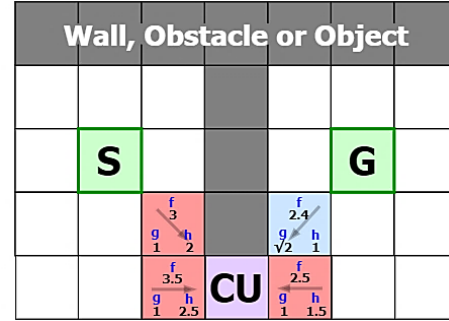 Wall, Obstacle or Object
S
G
f
3
g h
1 2
f
2.4
g h
√2 1
f
3.5
g h
1 2.5
CU
f
2.5
g h
1 1.5